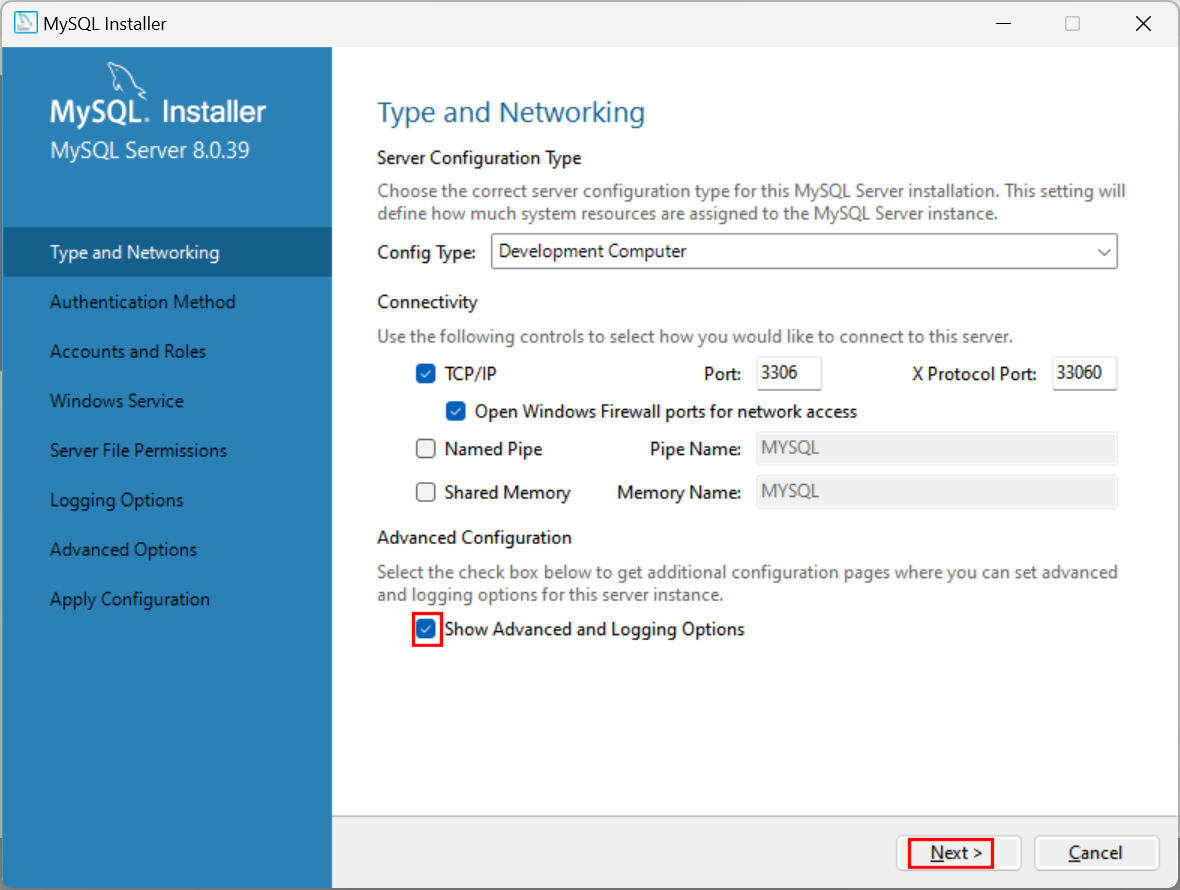 MySQL Installer
MySQL. Installer
MySQL Server 8.0.39
Type and Networking
Authentication Method
Accounts and Roles
Windows Service
Server File Permissions
Logging Options
Advanced Options
Apply Configuration
Type and Networking
Server Configuration Type
Choose the correct server configuration type for this MySQL Server installation. This setting will
define how much system resources are assigned to the MySQL Server instance.
Config Type: Development Computer
Connectivity
Use the following controls to select how you would like to connect to this server.
TCP/IP Port: 3306 X Protocol Port: 33060
Open Windows Firewall ports for network access
Named Pipe Pipe Name: MYSQL
Shared Memory Memory Name: MYSQL
Advanced Configuration
Select the check box below to get additional configuration pages where you can set advanced
and logging options for this server instance.
Show Advanced and Logging Options
Next > Cancel